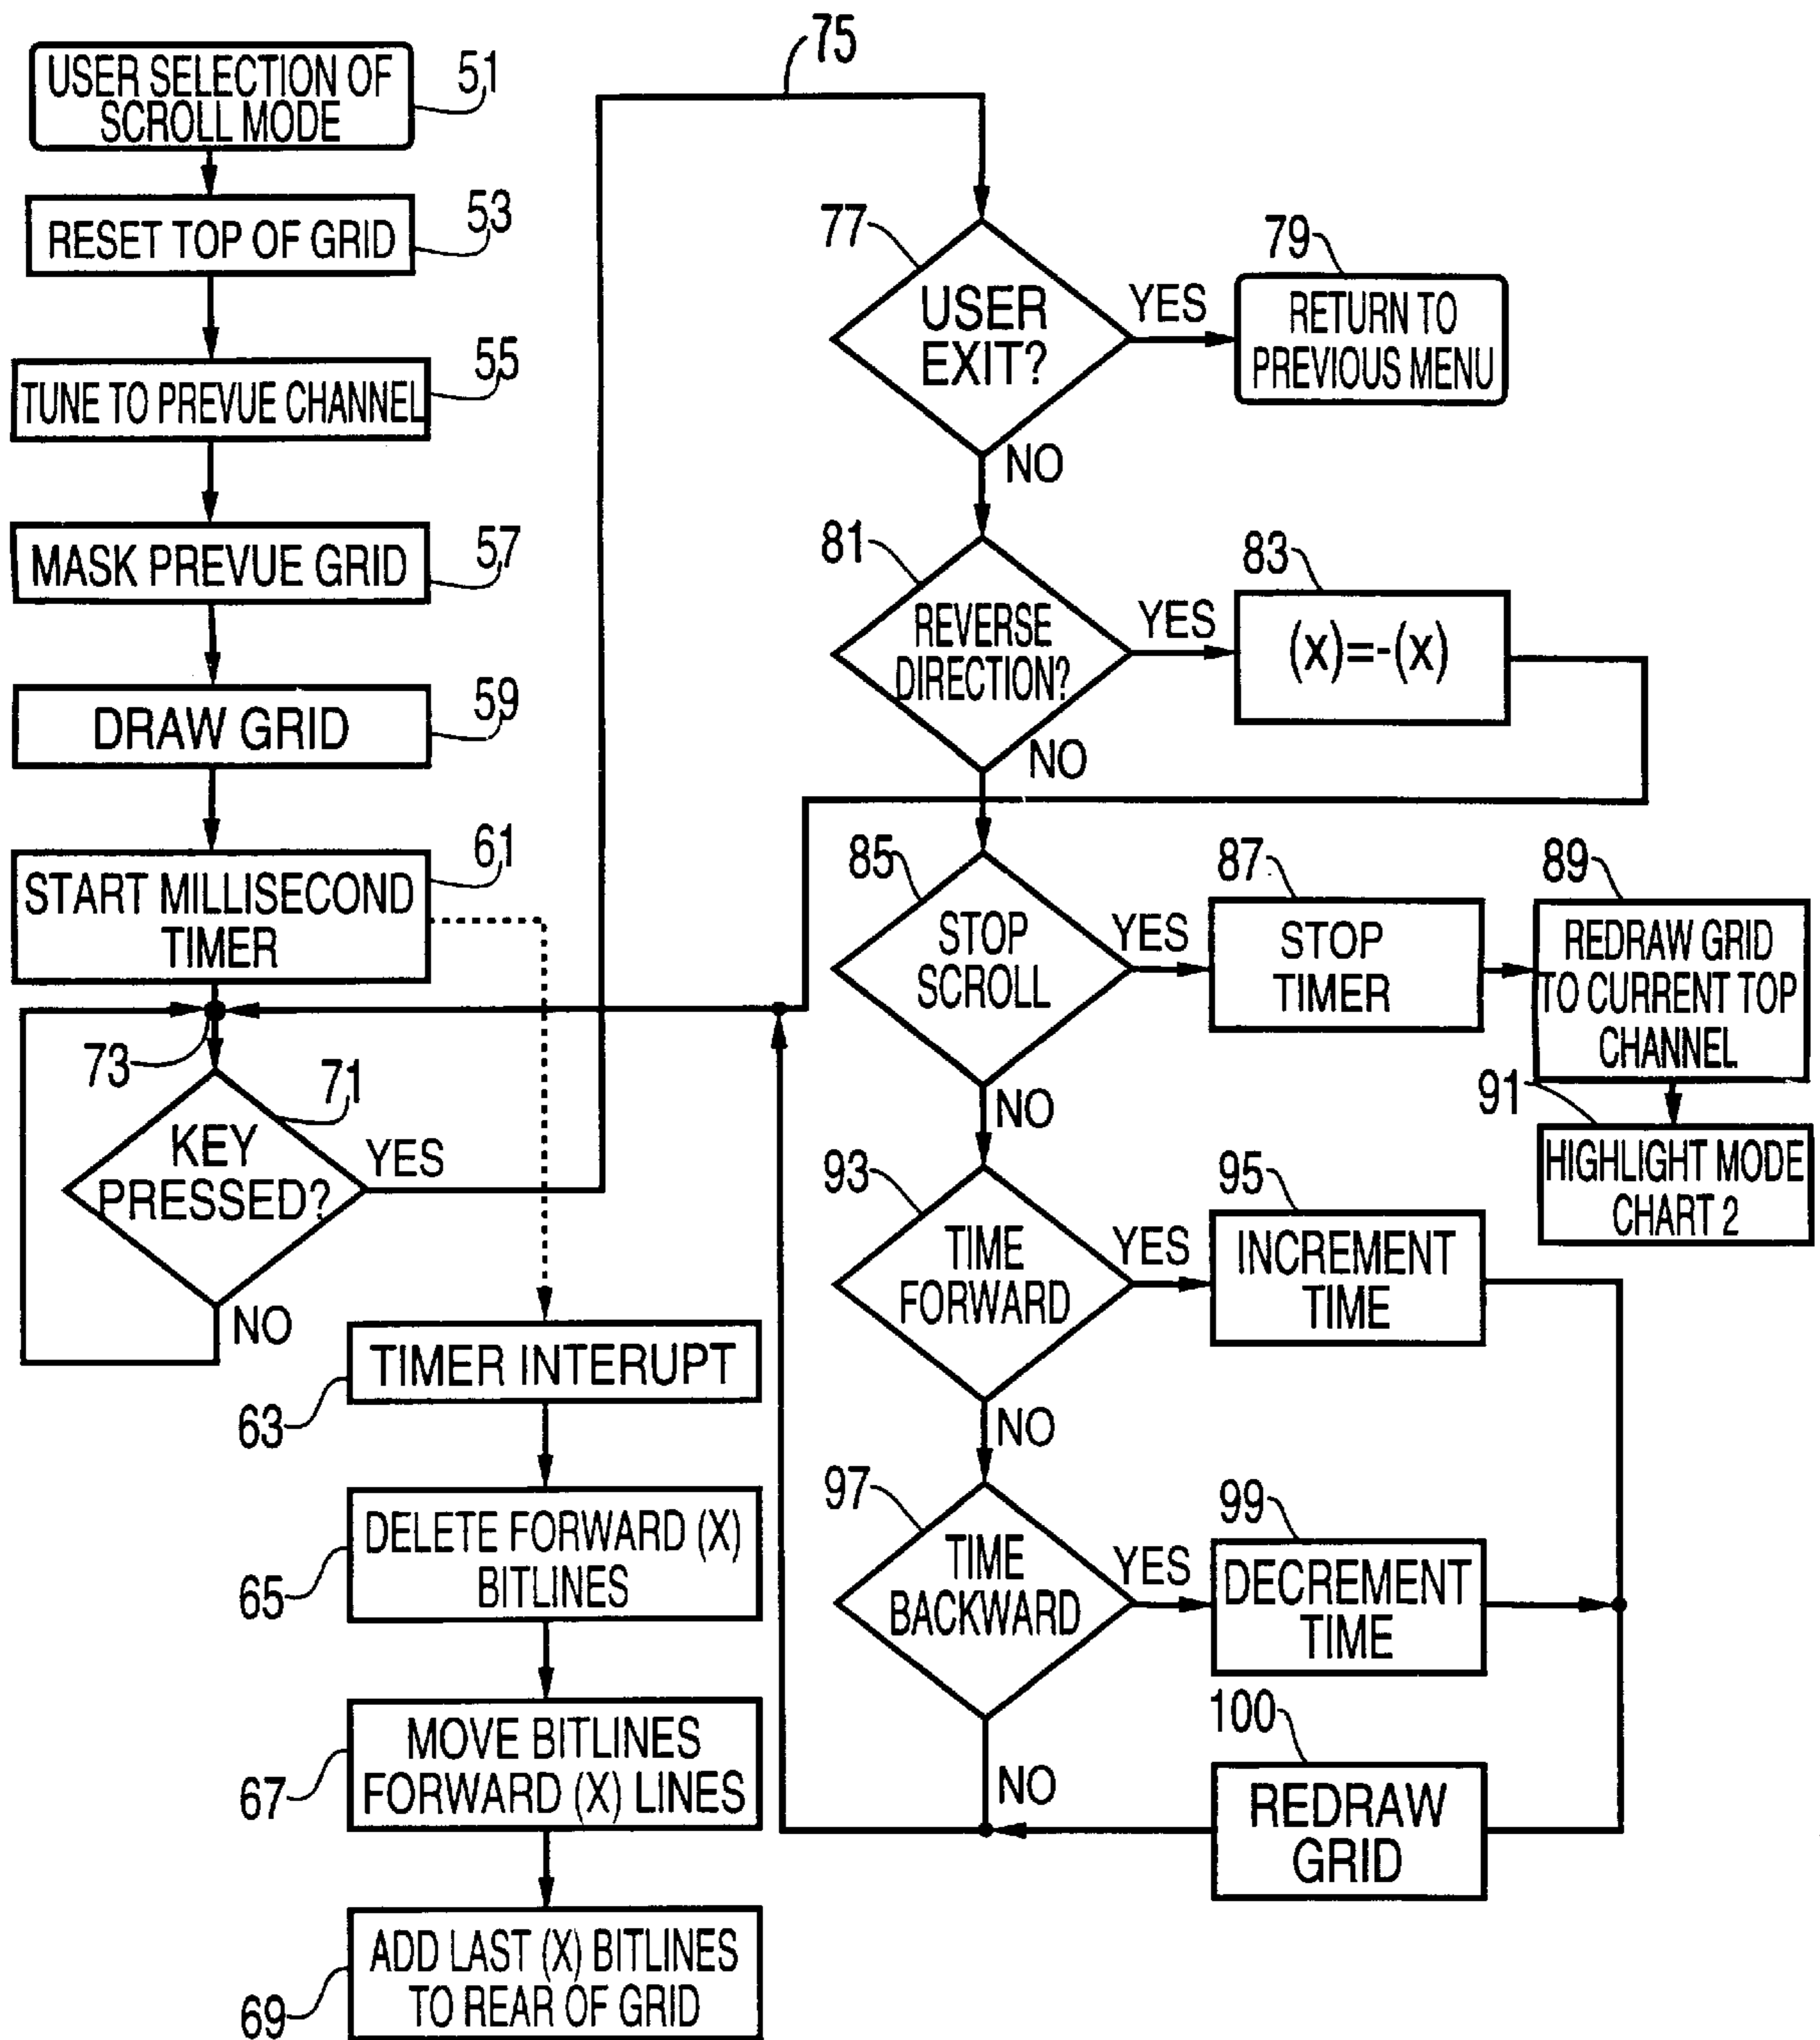 USER SELECTION OF
SCROLL MODE
51
RESET TOP OF GRID
53
TUNE TO PREVUE CHANNEL
55
MASK PREVUE GRID
57
DRAW GRID
59
START MILLISECOND
TIMER
61
73
KEY
PRESSED?
71
YES
NO
TIMER INTERUPT
63
DELETE FORWARD (X)
BITLINES
65
MOVE BITLINES
FORWARD (X) LINES
67
ADD LAST (X) BITLINES
TO REAR OF GRID
69
75
77
USER
EXIT?
YES
NO
79
RETURN TO
PREVIOUS MENU
81
REVERSE
DIRECTION?
YES
NO
83
(x)=-(x)
85
STOP
SCROLL
YES
NO
87
STOP
TIMER
89
REDRAW GRID
TO CURRENT TOP
CHANNEL
91
HIGHLIGHT MODE
CHART 2
93
TIME
FORWARD
YES
NO
95
INCREMENT
TIME
97
TIME
BACKWARD
YES
NO
99
DECREMENT
TIME
100
REDRAW
GRID